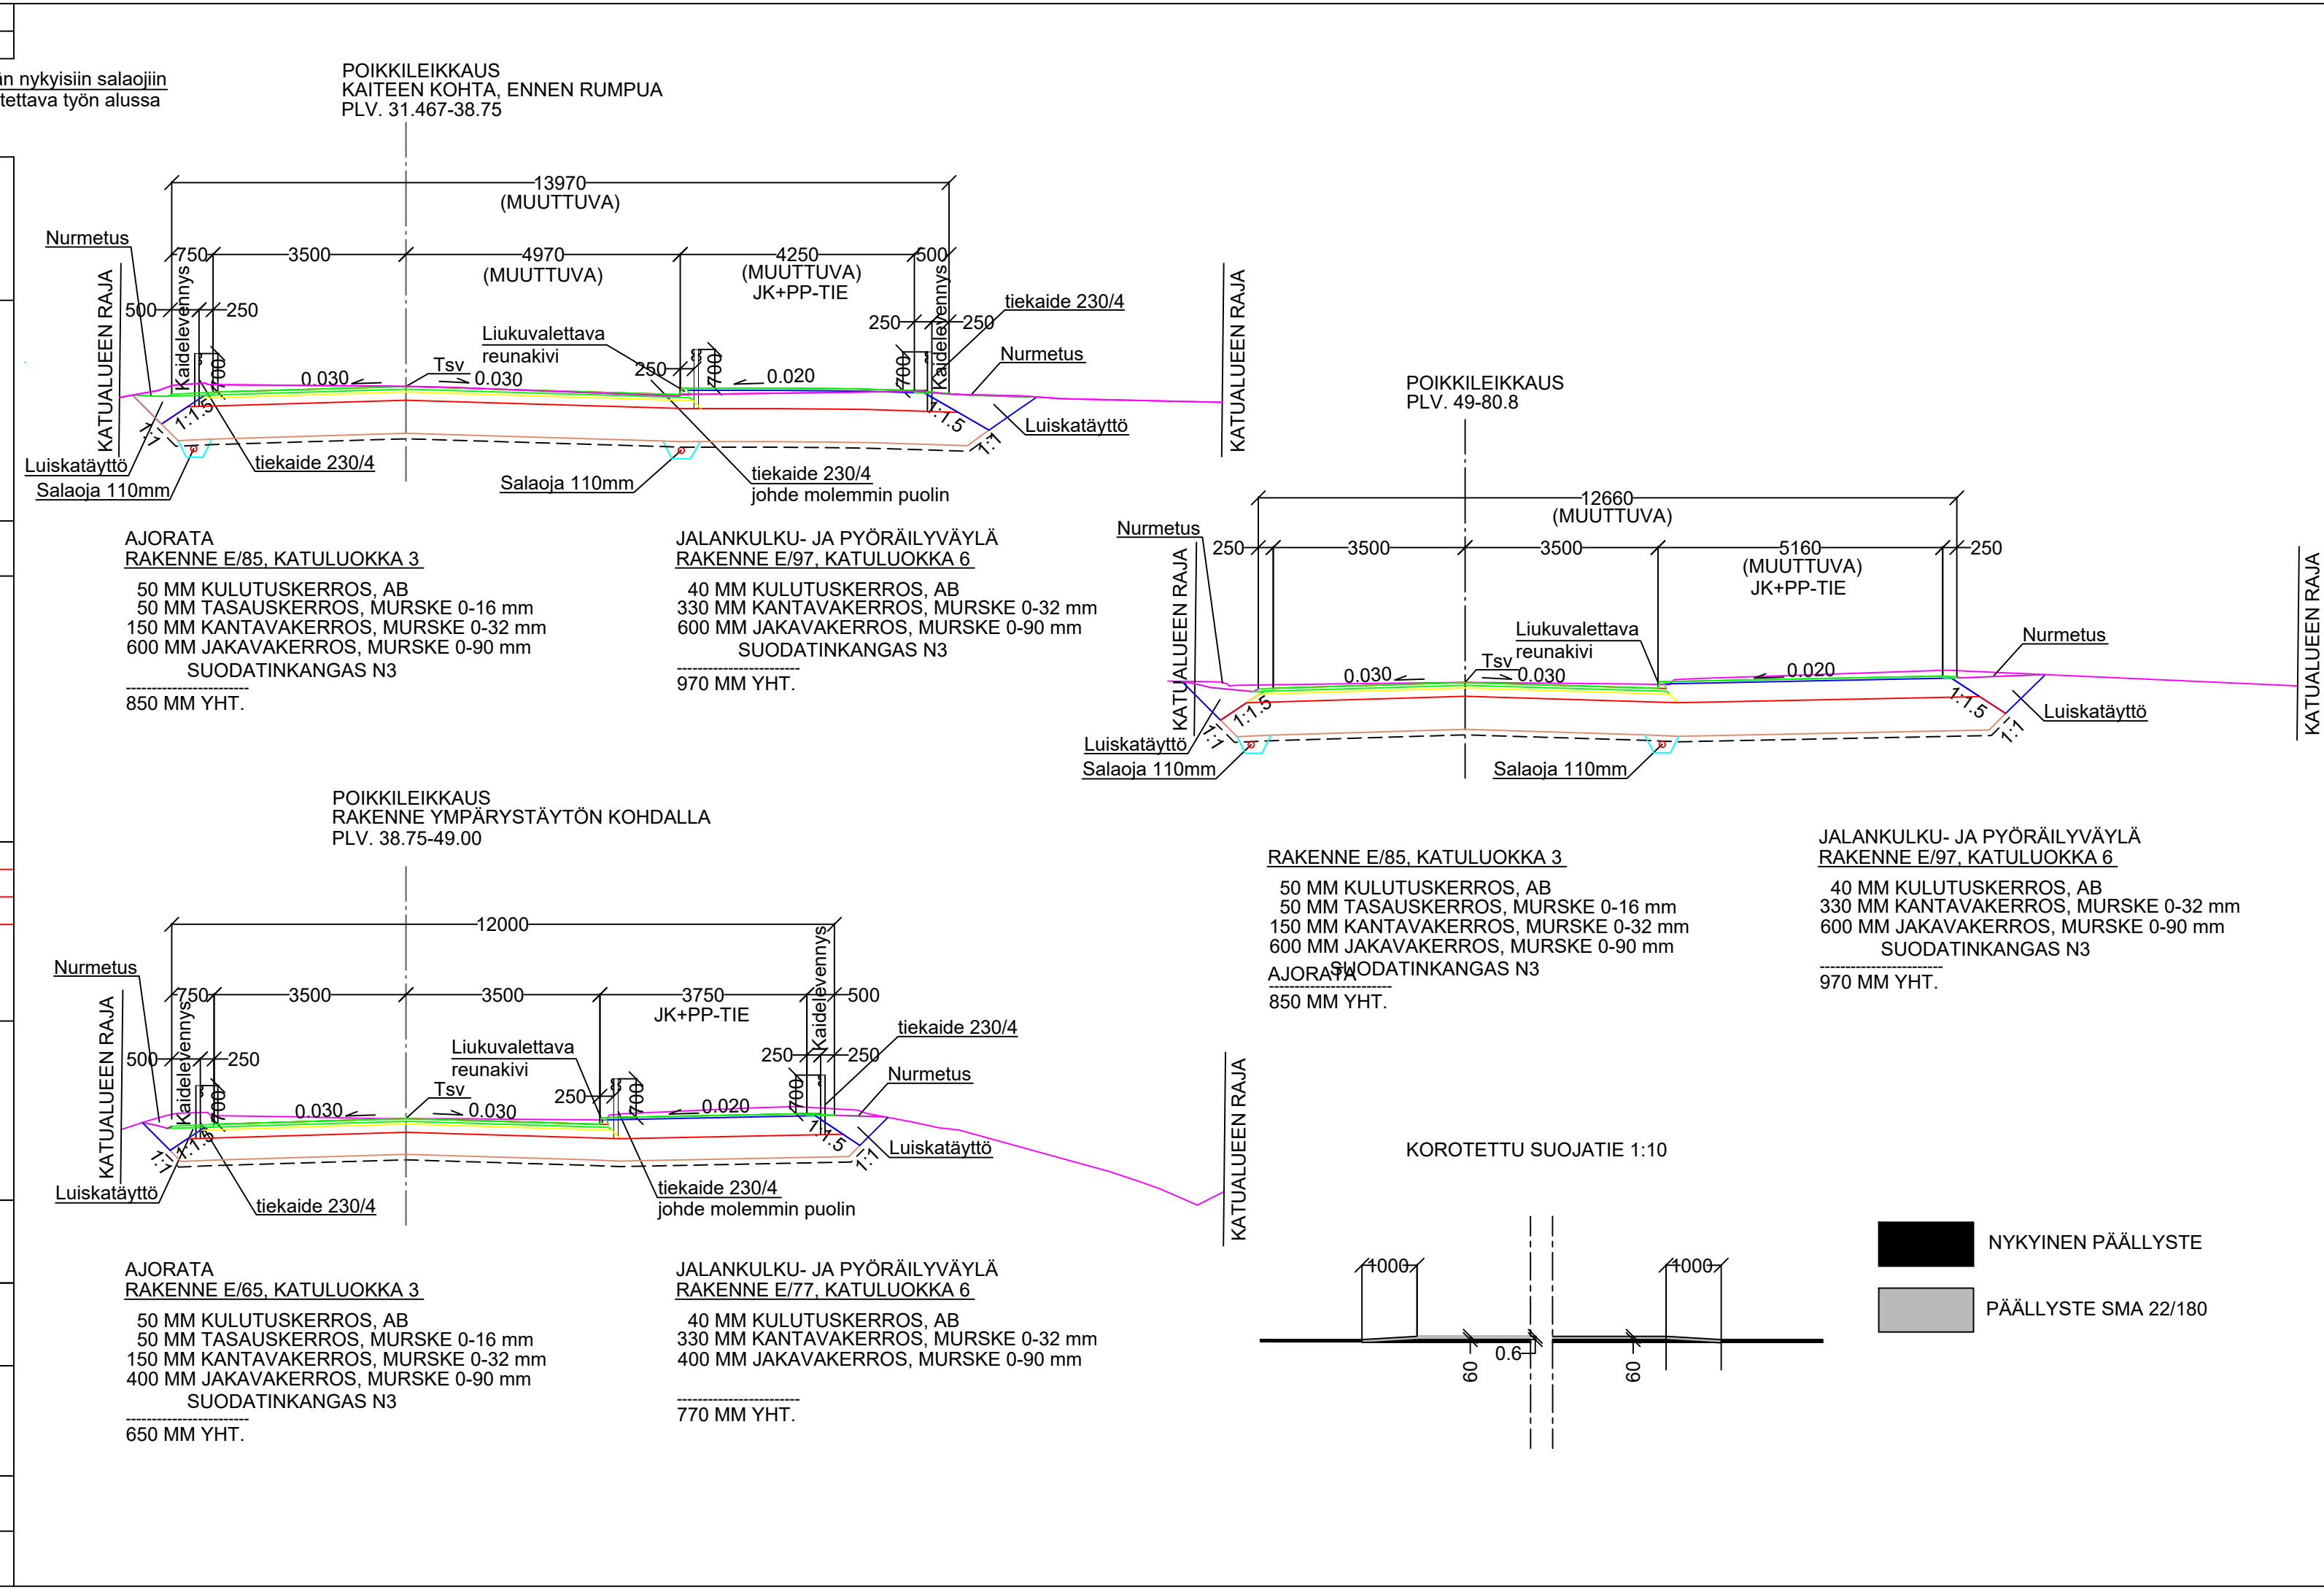 nykyisiin salaojiin
työn alussa
POIKKILEIKKAUS
KAITEEN KOHTA, ENNEN RUMPUA
PLV. 31.467-38.75
13970
(MUUTTUVA)
Nurmetus
750
3500
4970
(MUUTTUVA)
4250
(MUUTTUVA)
JK+PP-TIE
500
KATUALUEEN RAJA
Kaidelevennys
500
250
700
Liukuvalettava
reunakivi
Tsv
0.030
0.030
250
700
0.020
250
250
700
Kaidelevennys
tiekaide 230/4
Nurmetus
KATUALUEEN RAJA
1:1.5
1:1
1:1.5
1:1
Luiskatäyttö
Luiskatäyttö
Salaoja 110mm
tiekaide 230/4
Salaoja 110mm
tiekaide 230/4
johde molemmin puolin
AJORATA
RAKENNE E/85, KATULUOKKA 3
50 MM KULUTUSKERROS, AB
50 MM TASAUSKERROS, MURSKE 0-16 mm
150 MM KANTAVAKERROS, MURSKE 0-32 mm
600 MM JAKAVAKERROS, MURSKE 0-90 mm
SUODATINKANGAS N3
------------------------
850 MM YHT.
JALANKULKU- JA PYÖRÄILYVÄYLÄ
RAKENNE E/97, KATULUOKKA 6
40 MM KULUTUSKERROS, AB
330 MM KANTAVAKERROS, MURSKE 0-32 mm
600 MM JAKAVAKERROS, MURSKE 0-90 mm
SUODATINKANGAS N3
------------------------
970 MM YHT.
POIKKILEIKKAUS
PLV. 49-80.8
12660
(MUUTTUVA)
Nurmetus
250
3500
3500
5160
(MUUTTUVA)
JK+PP-TIE
250
KATUALUEEN RAJA
Liukuvalettava
reunakivi
Tsv
0.030
0.030
0.020
Nurmetus
KATUALUEEN RAJA
1:1.5
1:1
1:1.5
1:1
Luiskatäyttö
Luiskatäyttö
Salaoja 110mm
Salaoja 110mm
RAKENNE E/85, KATULUOKKA 3
50 MM KULUTUSKERROS, AB
50 MM TASAUSKERROS, MURSKE 0-16 mm
150 MM KANTAVAKERROS, MURSKE 0-32 mm
600 MM JAKAVAKERROS, MURSKE 0-90 mm
SUODATINKANGAS N3
AJORATA
------------------------
850 MM YHT.
JALANKULKU- JA PYÖRÄILYVÄYLÄ
RAKENNE E/97, KATULUOKKA 6
40 MM KULUTUSKERROS, AB
330 MM KANTAVAKERROS, MURSKE 0-32 mm
600 MM JAKAVAKERROS, MURSKE 0-90 mm
SUODATINKANGAS N3
------------------------
970 MM YHT.
POIKKILEIKKAUS
RAKENNE YMPÄRYSTÄYTÖN KOHDALLA
PLV. 38.75-49.00
12000
Nurmetus
750
3500
3500
3750
JK+PP-TIE
500
KATUALUEEN RAJA
Kaidelevennys
500
250
700
Liukuvalettava
reunakivi
Tsv
0.030
0.030
250
700
0.020
250
250
700
Kaidelevennys
tiekaide 230/4
Nurmetus
KATUALUEEN RAJA
1:1.5
1:1
1:1.5
1:1
Luiskatäyttö
Luiskatäyttö
tiekaide 230/4
tiekaide 230/4
johde molemmin puolin
AJORATA
RAKENNE E/65, KATULUOKKA 3
50 MM KULUTUSKERROS, AB
50 MM TASAUSKERROS, MURSKE 0-16 mm
150 MM KANTAVAKERROS, MURSKE 0-32 mm
400 MM JAKAVAKERROS, MURSKE 0-90 mm
SUODATINKANGAS N3
------------------------
650 MM YHT.
JALANKULKU- JA PYÖRÄILYVÄYLÄ
RAKENNE E/77, KATULUOKKA 6
40 MM KULUTUSKERROS, AB
330 MM KANTAVAKERROS, MURSKE 0-32 mm
400 MM JAKAVAKERROS, MURSKE 0-90 mm
------------------------
770 MM YHT.
KOROTETTU SUOJATIE 1:10
1000
1000
60
0.6
60
NYKYINEN PÄÄLLYSTE
PÄÄLLYSTE SMA 22/180